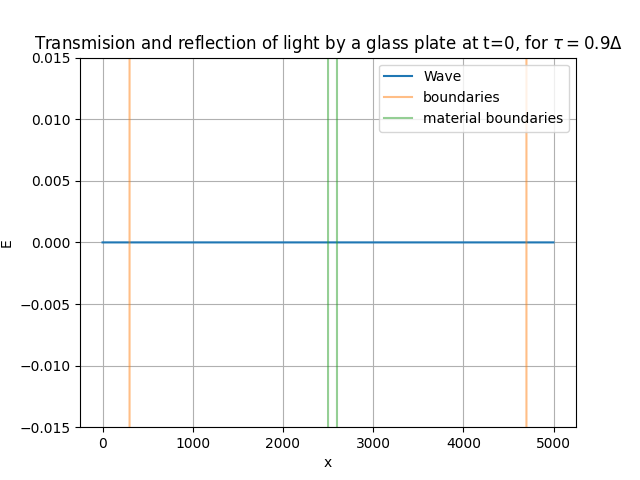 Transmision and reflection of light by a glass plate at t=0, for τ = 0.9Δ
Wave
boundaries
material boundaries
0.015
0.010
0.005
0.000
−0.005
−0.010
−0.015
E
0 1000 2000 3000 4000 5000
x